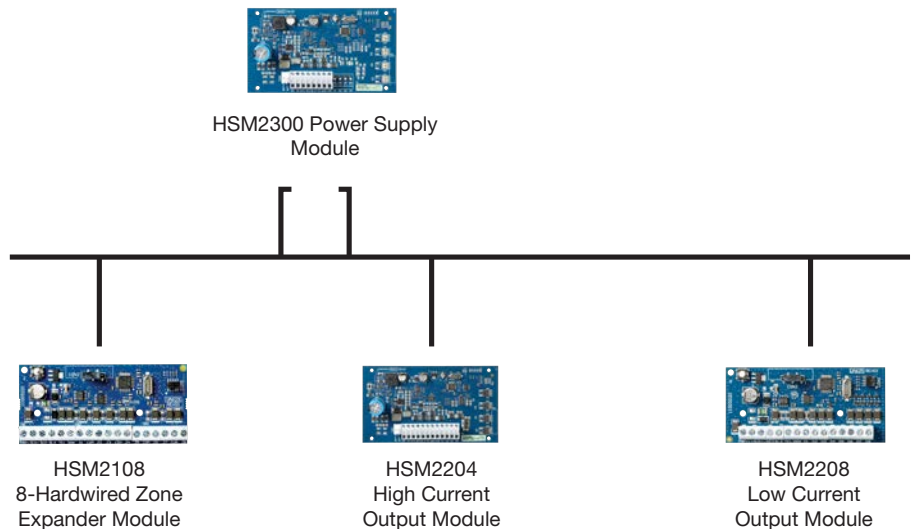 HSM2300 Power Supply
Module
HSM2108
8-Hardwired Zone
Expander Module
HSM2204
High Current
Output Module
HSM2208
Low Current
Output Module